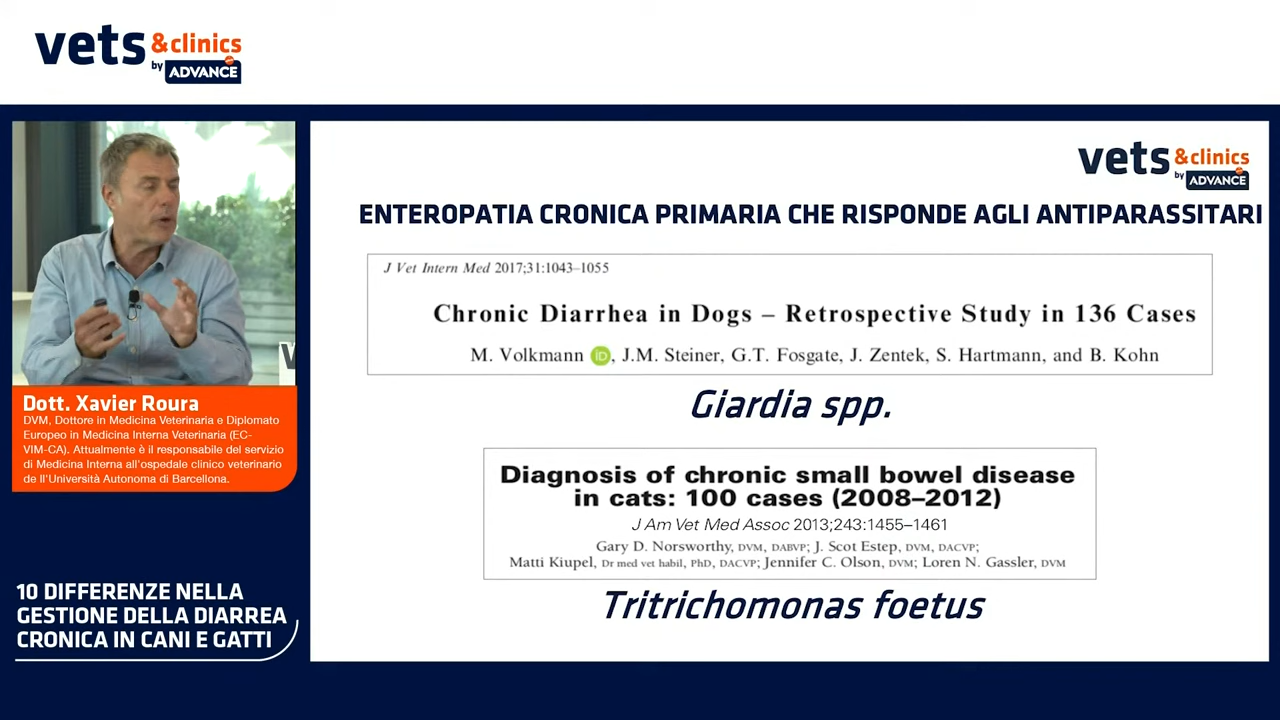 vets &clinics
by ADVANCE
vets &clinics
by ADVANCE
ENTEROPATIA CRONICA PRIMARIA CHE RISPONDE AGLI ANTIPARASSITARI
J Vet Intern Med 2017;31:1043–1055
Chronic Diarrhea in Dogs – Retrospective Study in 136 Cases
M. Volkmann iD, J.M. Steiner, G.T. Fosgate, J. Zentek, S. Hartmann, and B. Kohn
Giardia spp.
Diagnosis of chronic small bowel disease
in cats: 100 cases (2008–2012)
J Am Vet Med Assoc 2013;243:1455–1461
Gary D. Norsworthy, DVM, DABVP; J. Scot Estep, DVM, DACVP;
Matti Kiupel, Dr med vet habil, PhD, DACVP; Jennifer C. Olson, DVM; Loren N. Gassler, DVM
Tritrichomonas foetus
Dott. Xavier Roura
DVM, Dottore in Medicina Veterinaria e Diplomato
Europeo in Medicina Interna Veterinaria (EC-
VIM-CA). Attualmente è il responsabile del servizio
di Medicina Interna all'ospedale clinico veterinario
de ll'Università Autonoma di Barcellona.
10 DIFFERENZE NELLA
GESTIONE DELLA DIARREA
CRONICA IN CANI E GATTI